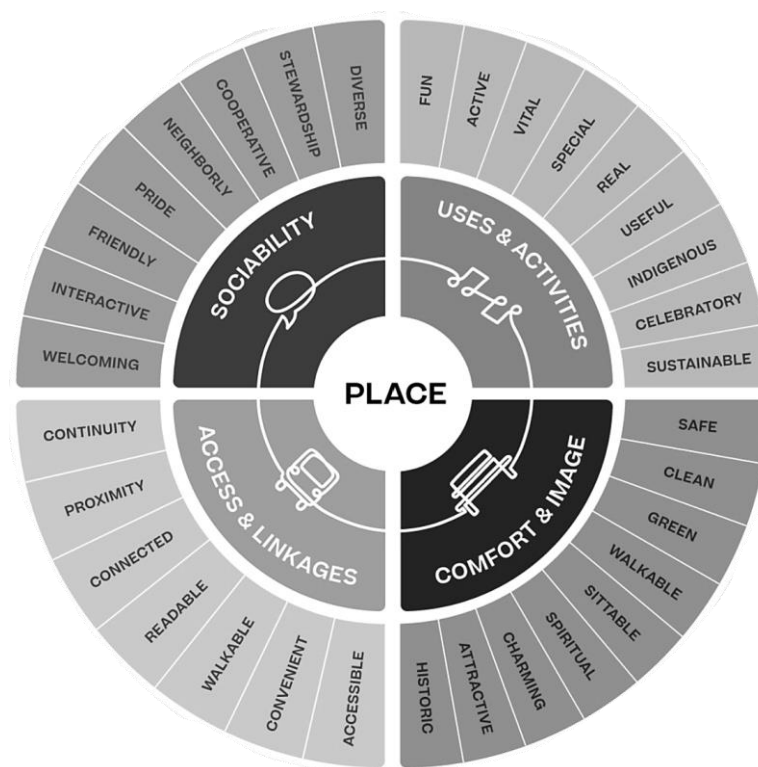 PLACE
SOCIABILITY
WELCOMING
INTERACTIVE
FRIENDLY
PRIDE
NEIGHBORLY
COOPERATIVE
STEWARDSHIP
DIVERSE
USES & ACTIVITIES
FUN
ACTIVE
VITAL
SPECIAL
REAL
USEFUL
INDIGENOUS
CELEBRATORY
SUSTAINABLE
COMFORT & IMAGE
SAFE
CLEAN
GREEN
WALKABLE
SITTABLE
SPIRITUAL
CHARMING
ATTRACTIVE
HISTORIC
ACCESS & LINKAGES
CONTINUITY
PROXIMITY
CONNECTED
READABLE
WALKABLE
CONVENIENT
ACCESSIBLE